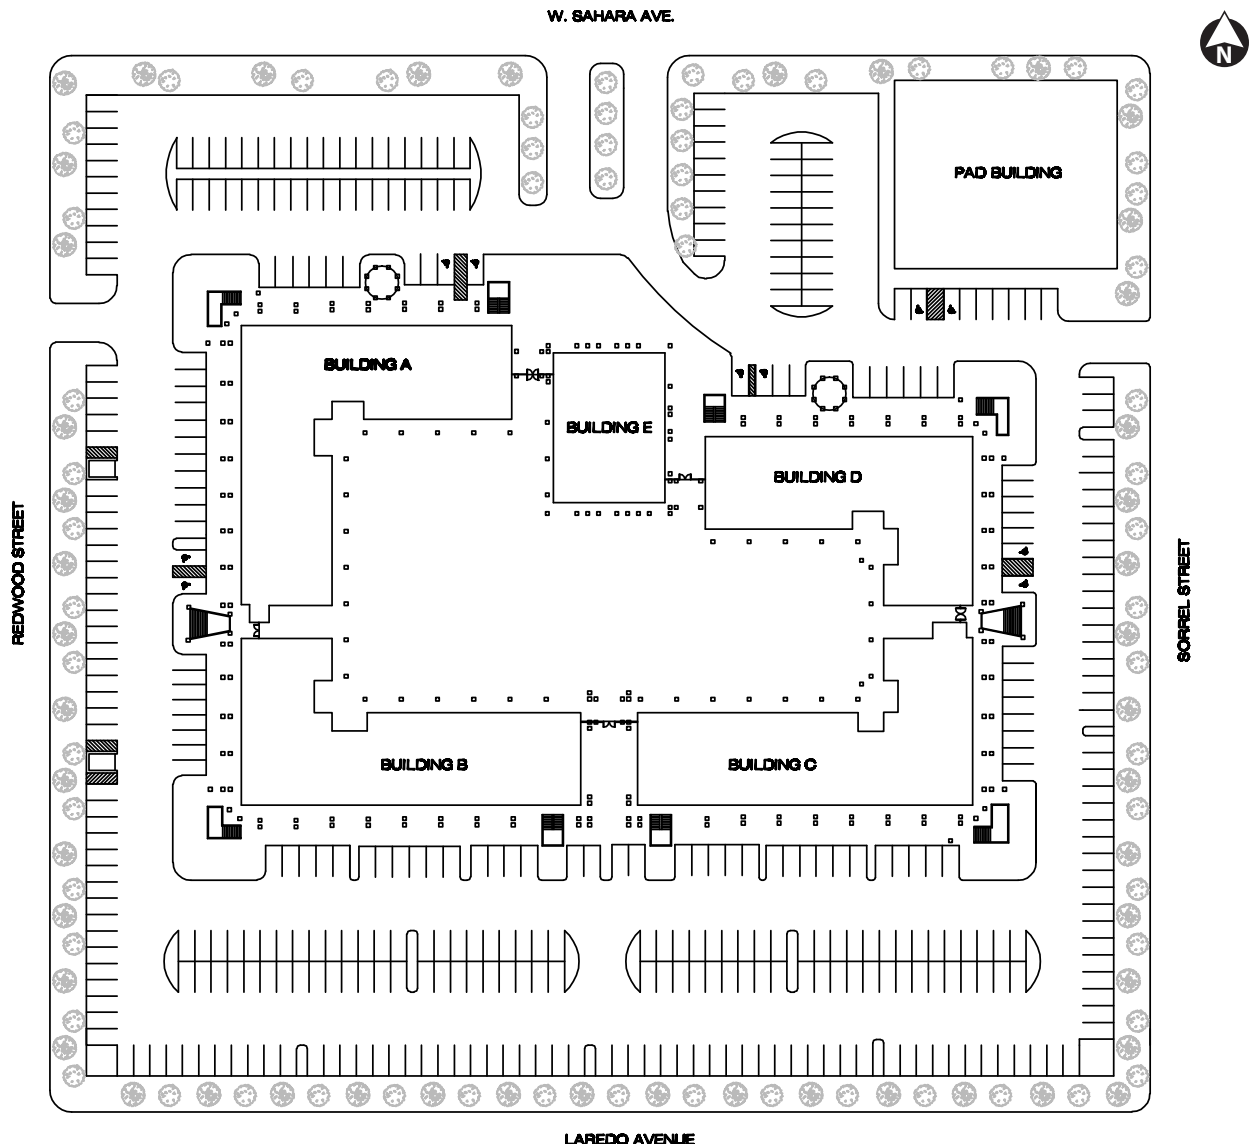 W. SAHARA AVE.
N
PAD BUILDING
BUILDING A
BUILDING E
BUILDING D
REDWOOD STREET
SORREL STREET
BUILDING B
BUILDING C
LAREDO AVENUE